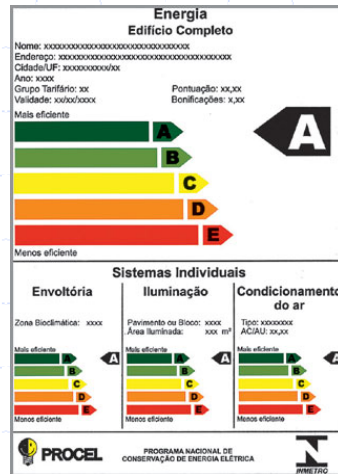 Energia
Edifício Completo
Nome: xxxxxxxxxxxxxxxxxxxxxxxxxxxxxxxx
Endereço: xxxxxxxxxxxxxxxxxxxxxxxxxxxxxxxxxxxxxx
Cidade/UF: xxxxxxxxxx/xx
Ano: xxxx
Grupo Tarifário: xx Pontuação: xx,xx
Validade: xx/xx/xxxx Bonificações: x,xx
Mais eficiente
A
A
B
C
D
E
Menos eficiente
Sistemas Individuais
Envoltória
Zona Bioclimática: xxxx
Mais eficiente
A
A
B
C
D
E
Menos eficiente
Iluminação
Pavimento ou Bloco: xxxx
Área Iluminada: xxx m²
Mais eficiente
A
A
B
C
D
E
Menos eficiente
Condicionamento
do ar
Tipo: xxxxxxxx
AC/AU: xx,xx
Mais eficiente
A
A
B
C
D
E
Menos eficiente
PROCEL
PROGRAMA NACIONAL DE
CONSERVAÇÃO DE ENERGIA ELÉTRICA
INMETRO